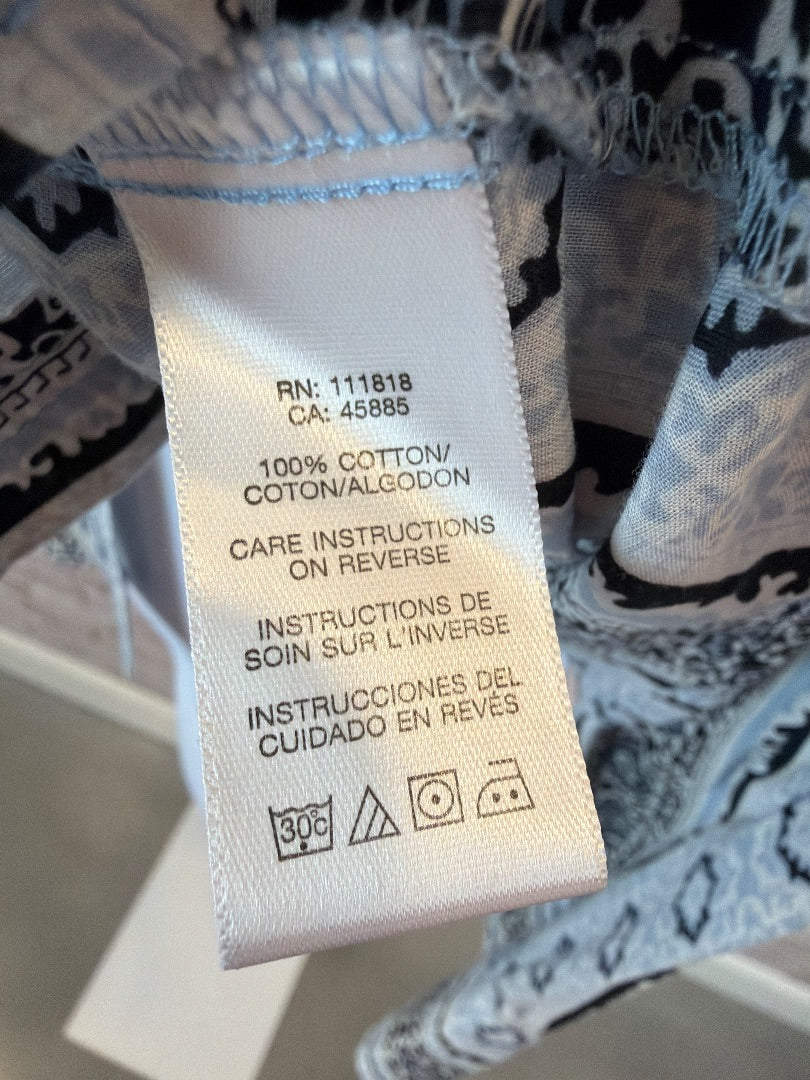 RN: 111818
CA: 45885
100% COTTON/
COTON/ALGODON
CARE INSTRUCTIONS
ON REVERSE
INSTRUCTIONS DE
SOIN SUR L'INVERSE
INSTRUCCIONES DEL
CUIDADO EN REVÉS
30°C